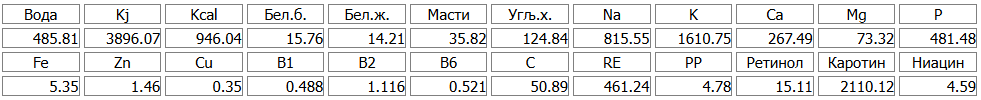 Вода Kj Kcal Бел.б. Бел.ж. Масти Угљ.х. Na K Ca Mg P
485.81 3896.07 946.04 15.76 14.21 35.82 124.84 815.55 1610.75 267.49 73.32 481.48
Fe Zn Cu B1 B2 B6 C RE PP Ретинол Каротин Ниацин
5.35 1.46 0.35 0.488 1.116 0.521 50.89 461.24 4.78 15.11 2110.12 4.59